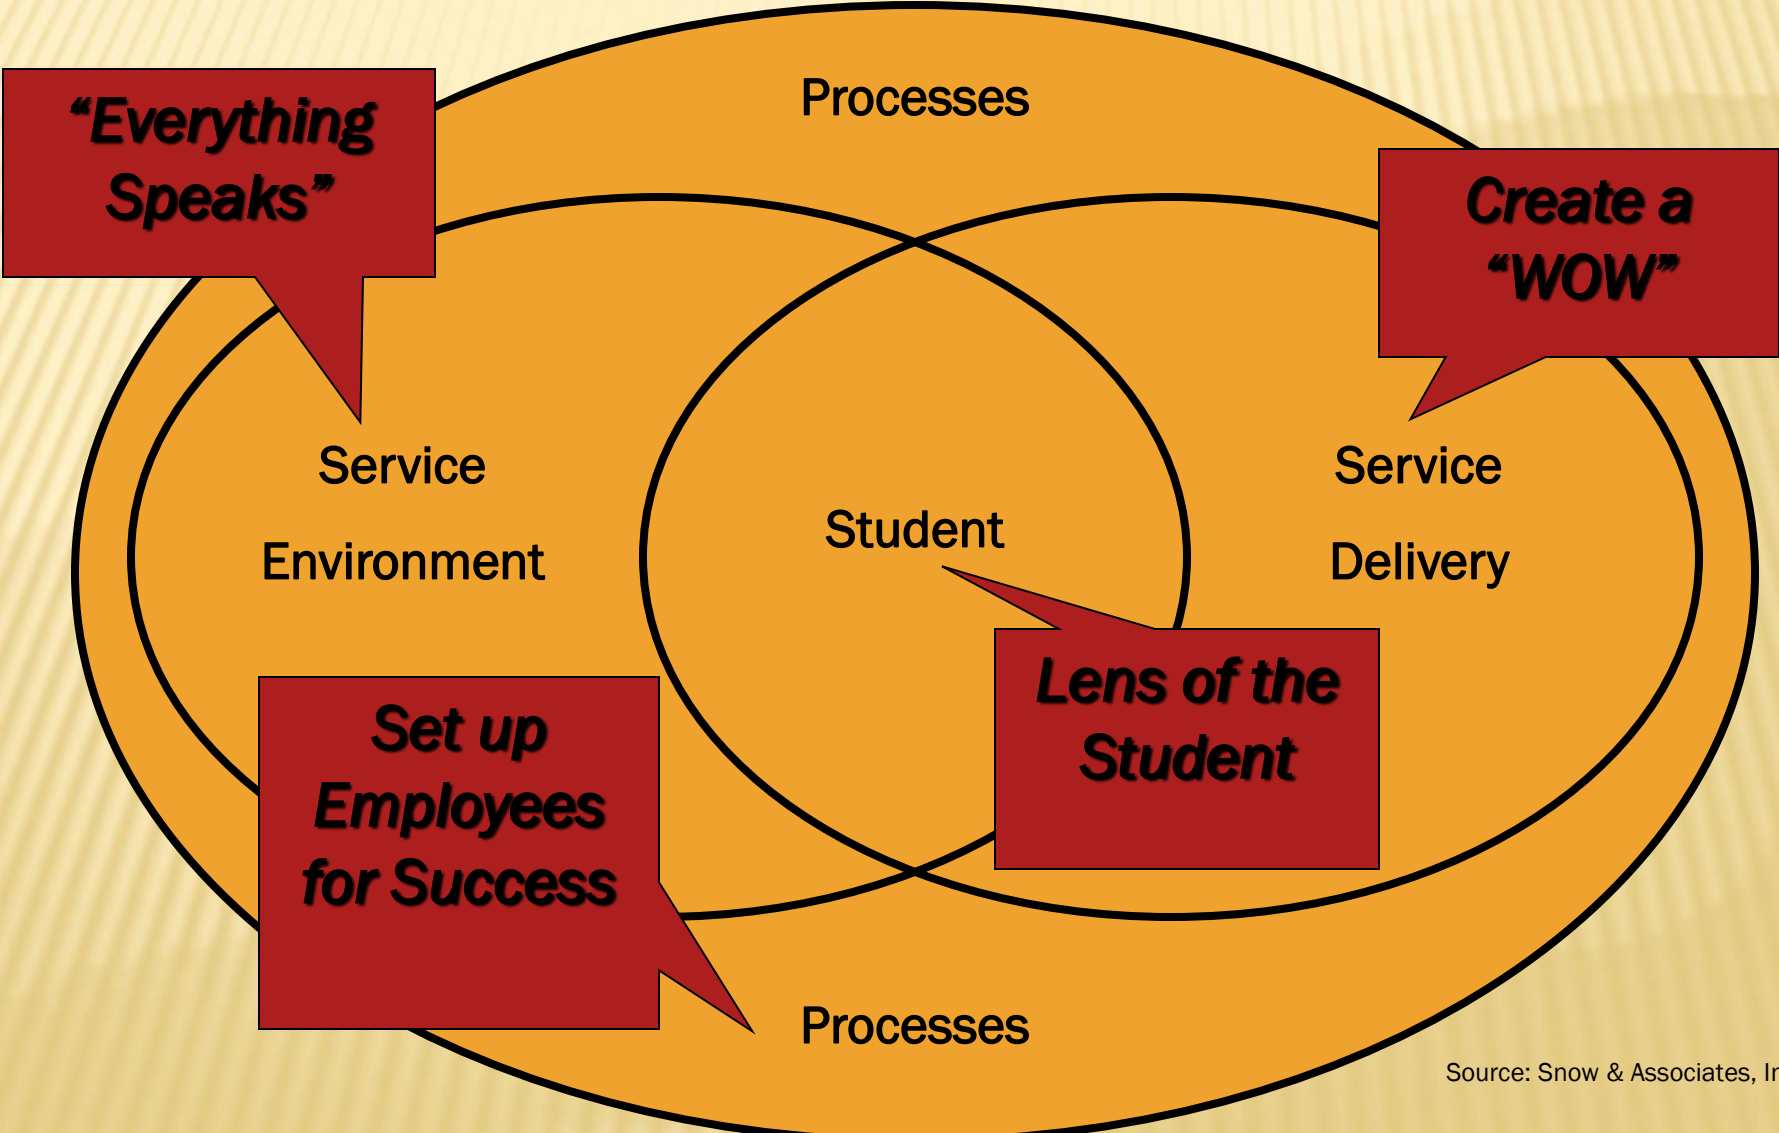 Processes
“Everything
Speaks”
Create a
“WOW”
Service
Environment
Student
Service
Delivery
Lens of the
Student
Set up
Employees
for Success
Processes
Source: Snow & Associates, In